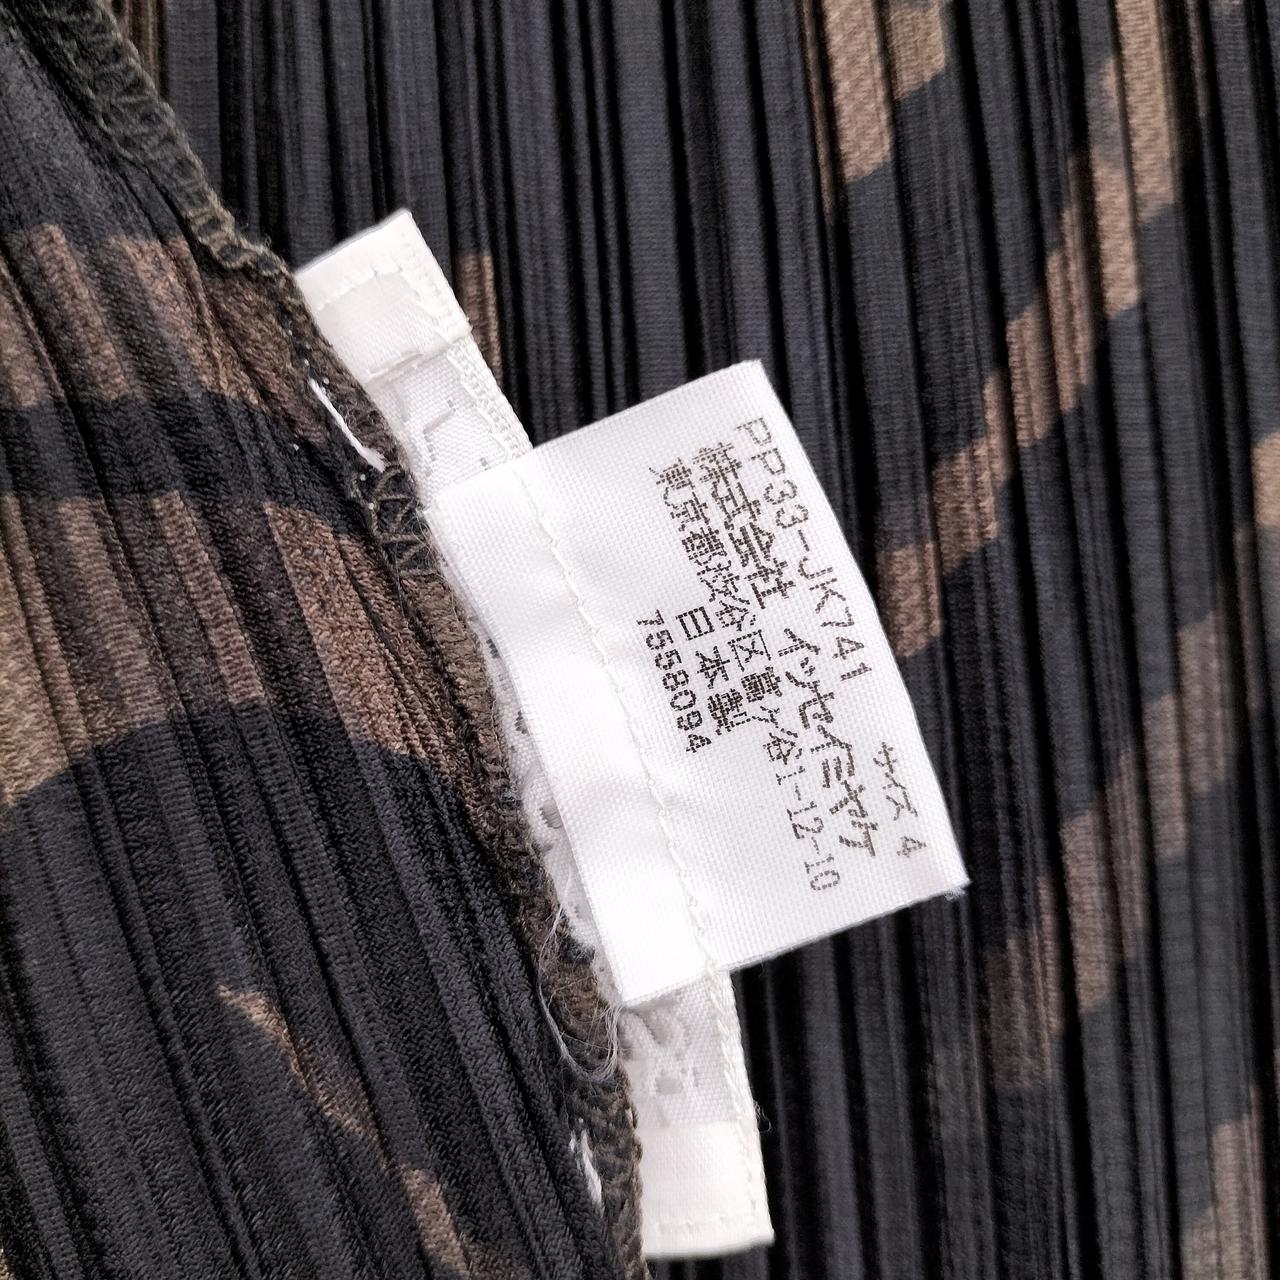 PP33-JK741
サイズ 4
株式会社 イッセイミヤケ
東京都渋谷区富ヶ谷1-12-10
日本製
7558094